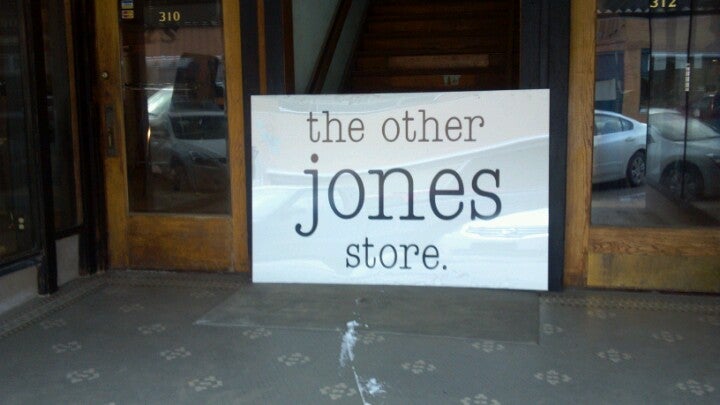 310
312
the other
jones
store.